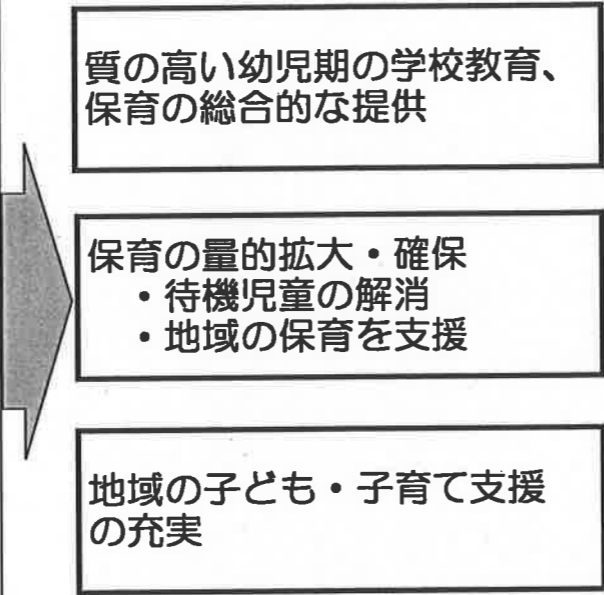 質の高い幼児期の学校教育、
保育の総合的な提供
保育の量的拡大・確保
・待機児童の解消
・地域の保育を支援
地域の子ども・子育て支援
の充実